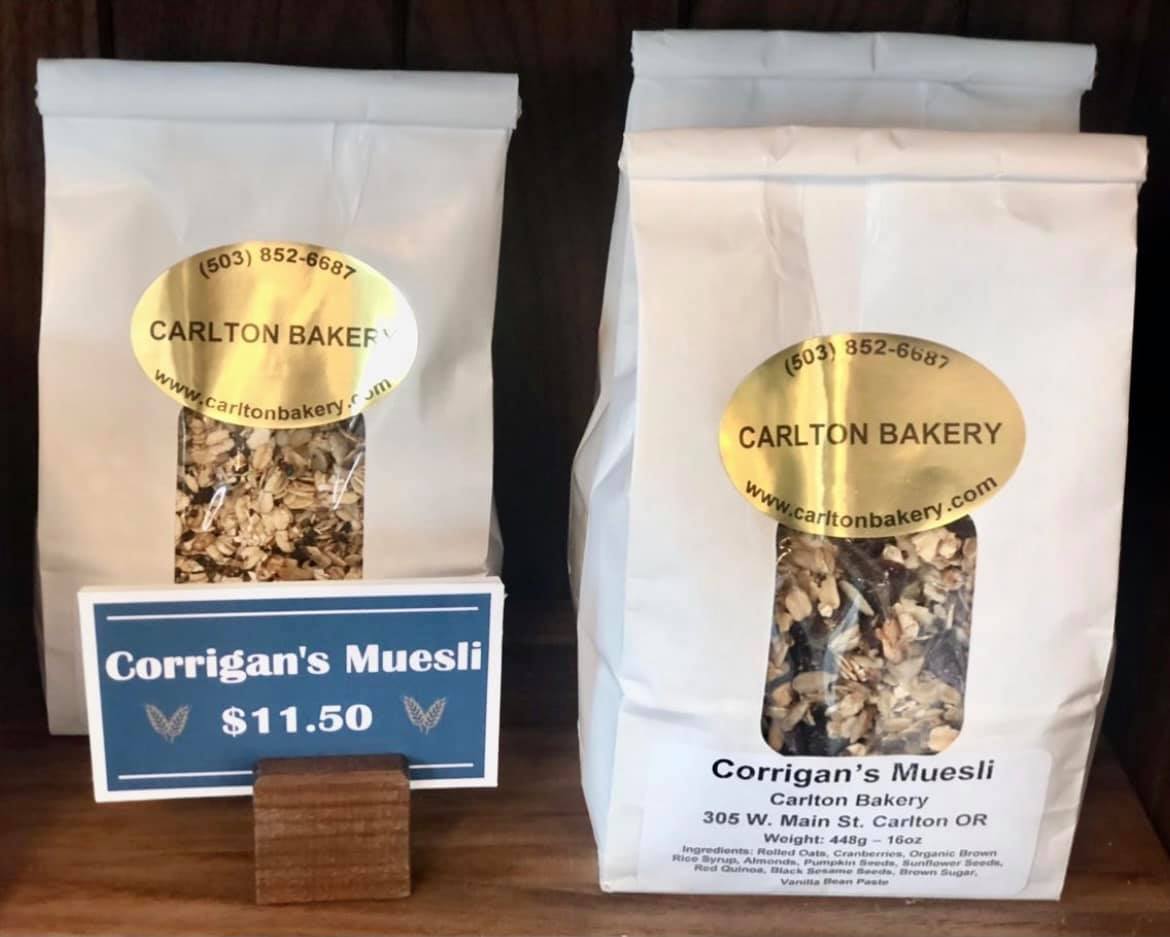 (503) 852-6687
CARLTON BAKERY
www.carltonbakery.com
Corrigan's Muesli
$11.50
(503) 852-6687
CARLTON BAKERY
www.carltonbakery.com
Corrigan's Muesli
Carlton Bakery
305 W. Main St. Carlton OR
Weight: 448g – 16oz
Ingredients: Rolled Oats, Cranberries, Organic Brown
Rice Syrup, Almonds, Pumpkin Seeds, Sunflower Seeds,
Red Quinoa, Black Sesame Seeds, Brown Sugar,
Vanilla Bean Paste